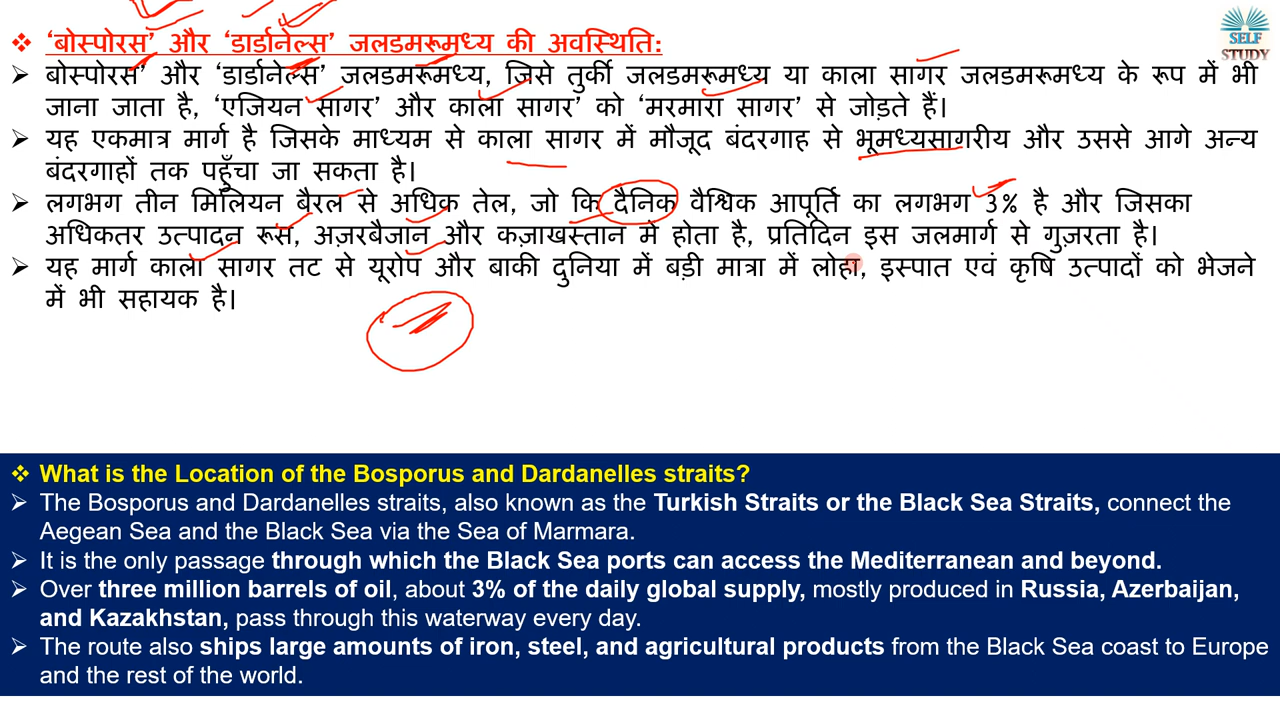 SELF
STUDY
❖ ‘बोस्पोरस’ और ‘डार्डानेल्स’ जलडमरूमध्य की अवस्थिति:
➢ बोस्पोरस’ और ‘डार्डानेल्स’ जलडमरूमध्य, जिसे तुर्की जलडमरूमध्य या काला सागर जलडमरूमध्य के रूप में भी
जाना जाता है, ‘एजियन सागर’ और काला सागर’ को ‘मरमारा सागर’ से जोड़ते हैं।
➢ यह एकमात्र मार्ग है जिसके माध्यम से काला सागर में मौजूद बंदरगाह से भूमध्यसागरीय और उससे आगे अन्य
बंदरगाहों तक पहुँचा जा सकता है।
➢ लगभग तीन मिलियन बैरल से अधिक तेल, जो कि दैनिक वैश्विक आपूर्ति का लगभग 3% है और जिसका
अधिकतर उत्पादन रूस, अज़रबैजान और कज़ाखस्तान में होता है, प्रतिदिन इस जलमार्ग से गुज़रता है।
➢ यह मार्ग काला सागर तट से यूरोप और बाकी दुनिया में बड़ी मात्रा में लोहा, इस्पात एवं कृषि उत्पादों को भेजने
में भी सहायक है।
❖ What is the Location of the Bosporus and Dardanelles straits?
➢ The Bosporus and Dardanelles straits, also known as the Turkish Straits or the Black Sea Straits, connect the
Aegean Sea and the Black Sea via the Sea of Marmara.
➢ It is the only passage through which the Black Sea ports can access the Mediterranean and beyond.
➢ Over three million barrels of oil, about 3% of the daily global supply, mostly produced in Russia, Azerbaijan,
and Kazakhstan, pass through this waterway every day.
➢ The route also ships large amounts of iron, steel, and agricultural products from the Black Sea coast to Europe
and the rest of the world.